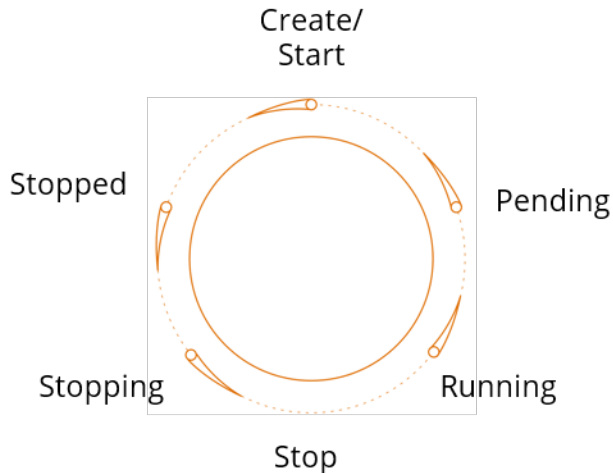 Create/
Start
Pending
Running
Stop
Stopping
Stopped